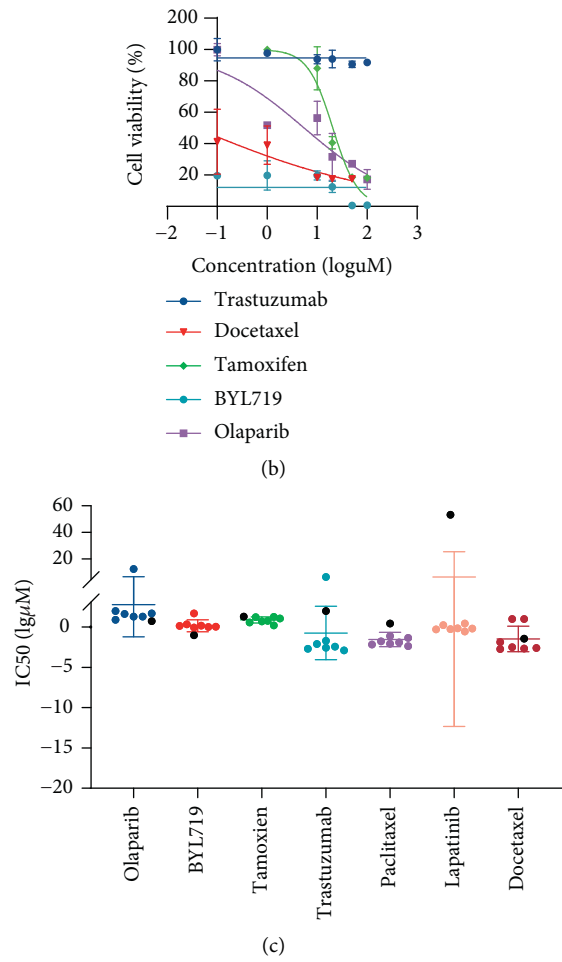 Cell viability (%)
100
200
80
60
40
20
−2 −1 0 1 2 3
Concentration (loguM)
Trastuzumab
Docetaxel
Tamoxifen
BYL719
Olaparib
(b)
IC50 (lgμM)
60
40
20
0
−5
−10
−15
−20
Olaparib
BYL719
Tamoxien
Trastuzumab
Paclitaxel
Lapatinib
Docetaxel
(c)